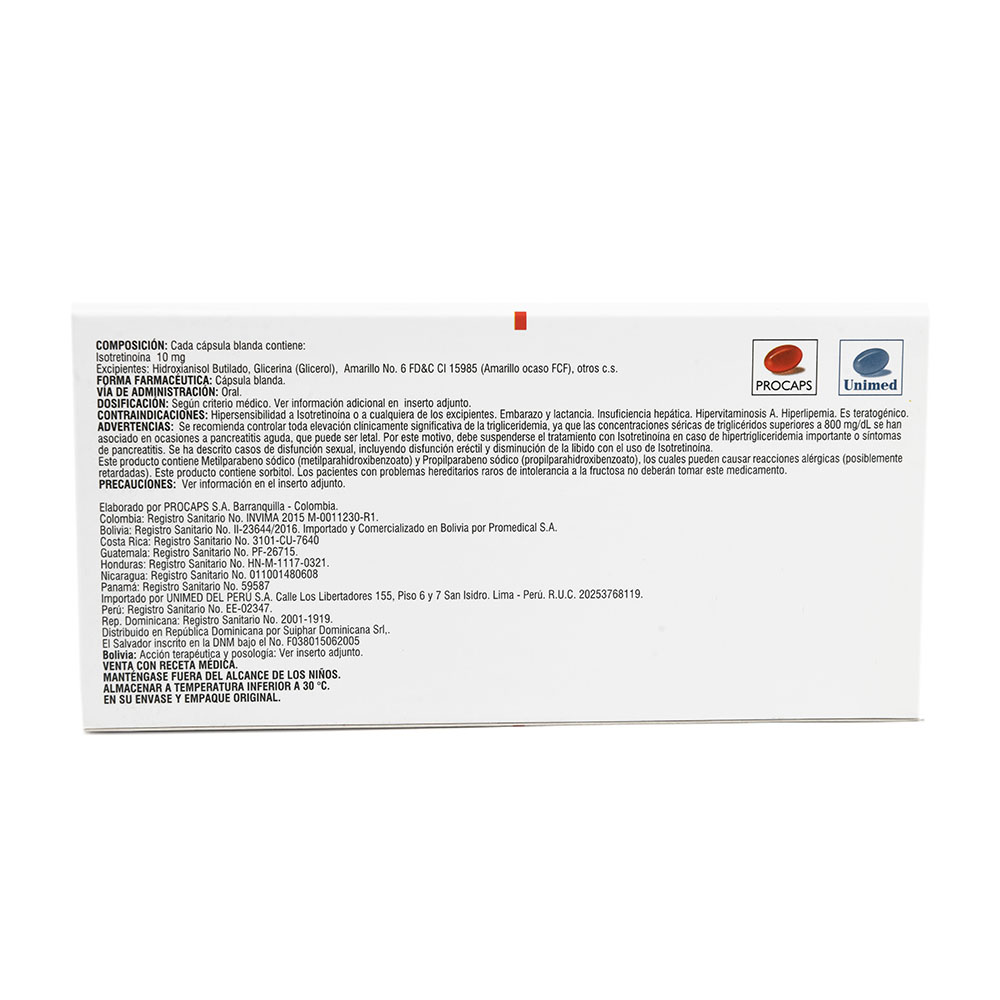 COMPOSICIÓN: Cada cápsula blanda contiene:
Isotretinoína 10 mg
Excipientes: Hidroxianisol Butilado, Glicerina (Glicerol), Amarillo No. 6 FD&C CI 15985 (Amarillo ocaso FCF), otros c.s.
FORMA FARMACÉUTICA: Cápsula blanda.
VÍA DE ADMINISTRACIÓN: Oral.
DOSIFICACIÓN: Según criterio médico. Ver información adicional en inserto adjunto.
CONTRAINDICACIONES: Hipersensibilidad a Isotretinoína o a cualquiera de los excipientes. Embarazo y lactancia. Insuficiencia hepática. Hipervitaminosis A. Hiperlipemia. Es teratogénico.
ADVERTENCIAS: Se recomienda controlar toda elevación clínicamente significativa de la trigliceridemia, ya que las concentraciones séricas de triglicéridos superiores a 800 mg/dL se han
asociado en ocasiones a pancreatitis aguda, que puede ser letal. Por este motivo, debe suspenderse el tratamiento con Isotretinoína en caso de hipertrigliceridemia importante o síntomas
de pancreatitis. Se ha descrito casos de disfunción sexual, incluyendo disfunción eréctil y disminución de la libido con el uso de Isotretinoína.
Este producto contiene Metilparabeno sódico (metilparahidroxibenzoato) y Propilparabeno sódico (propilparahidroxibenzoato), los cuales pueden causar reacciones alérgicas (posiblemente
retardadas). Este producto contiene sorbitol. Los pacientes con problemas hereditarios raros de intolerancia a la fructosa no deberán tomar este medicamento.
PRECAUCIONES: Ver información en el inserto adjunto.
PROCAPS
Unimed
Elaborado por PROCAPS S.A. Barranquilla - Colombia.
Colombia: Registro Sanitario No. INVIMA 2015 M-0011230-R1.
Bolivia: Registro Sanitario No. II-23644/2016. Importado y Comercializado en Bolivia por Promedical S.A.
Costa Rica: Registro Sanitario No. 3101-CU-7640
Guatemala: Registro Sanitario No. PF-26715.
Honduras: Registro Sanitario No. HN-M-1117-0321.
Nicaragua: Registro Sanitario No. 011001480608
Panamá: Registro Sanitario No. 59587
Importado por UNIMED DEL PERÚ S.A. Calle Los Libertadores 155, Piso 6 y 7 San Isidro. Lima - Perú. R.U.C. 20253768119.
Perú: Registro Sanitario No. EE-02347.
Rep. Dominicana: Registro Sanitario No. 2001-1919.
Distribuido en República Dominicana por Suiphar Dominicana Srl,.
El Salvador inscrito en la DNM bajo el No. F038015062005
Bolivia: Acción terapéutica y posología: Ver inserto adjunto.
VENTA CON RECETA MÉDICA.
MANTÉNGASE FUERA DEL ALCANCE DE LOS NIÑOS.
ALMACENAR A TEMPERATURA INFERIOR A 30 °C.
EN SU ENVASE Y EMPAQUE ORIGINAL.